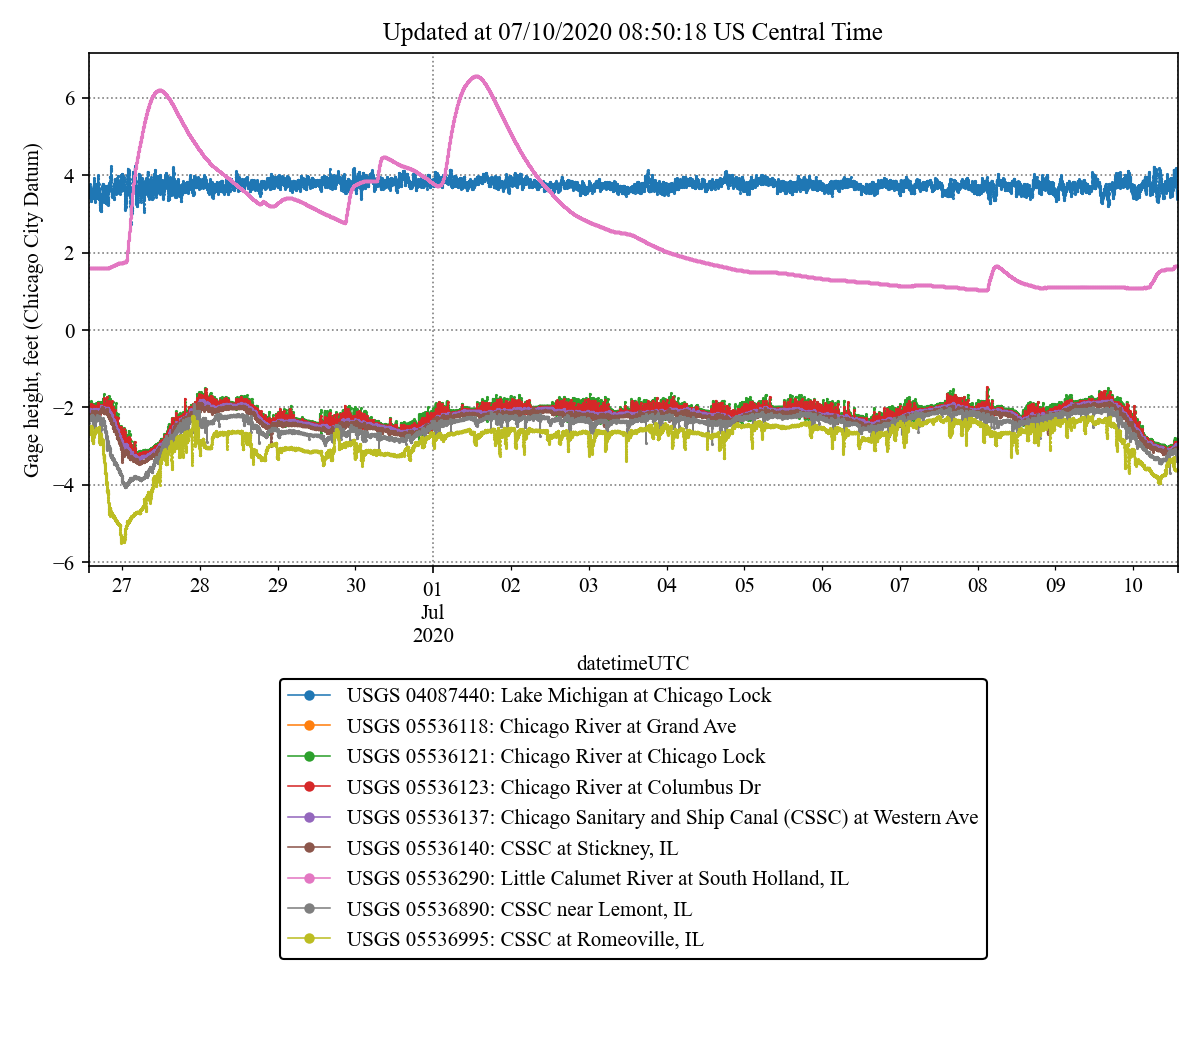 Updated at 07/10/2020 08:50:18 US Central Time
Gage height, feet (Chicago City Datum)
6
4
2
0
−2
−4
−6
27 28 29 30 01 02 03 04 05 06 07 08 09 10
Jul
2020
datetimeUTC
USGS 04087440: Lake Michigan at Chicago Lock
USGS 05536118: Chicago River at Grand Ave
USGS 05536121: Chicago River at Chicago Lock
USGS 05536123: Chicago River at Columbus Dr
USGS 05536137: Chicago Sanitary and Ship Canal (CSSC) at Western Ave
USGS 05536140: CSSC at Stickney, IL
USGS 05536290: Little Calumet River at South Holland, IL
USGS 05536890: CSSC near Lemont, IL
USGS 05536995: CSSC at Romeoville, IL